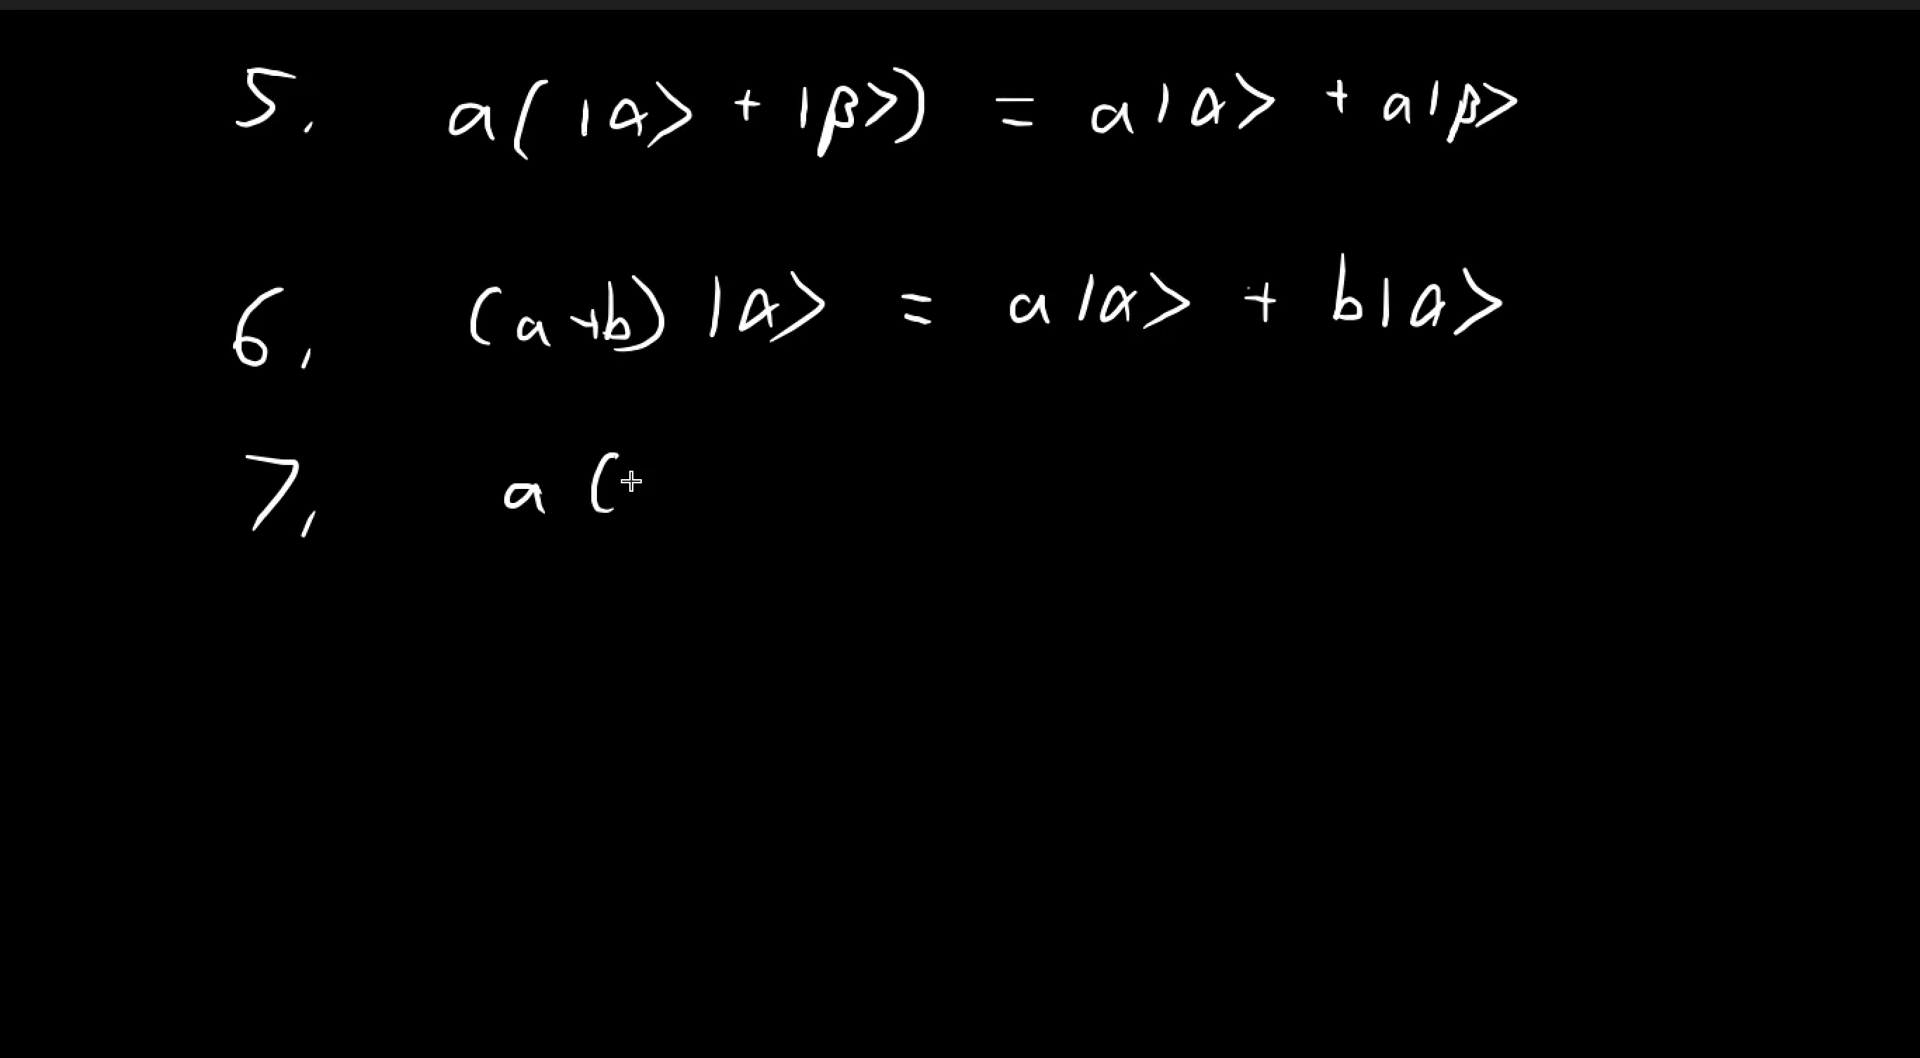 5. a(|α> + |β>) = a|α> + a|β>
6. (a+b) |α> = a|α> + b|α>
7. a (